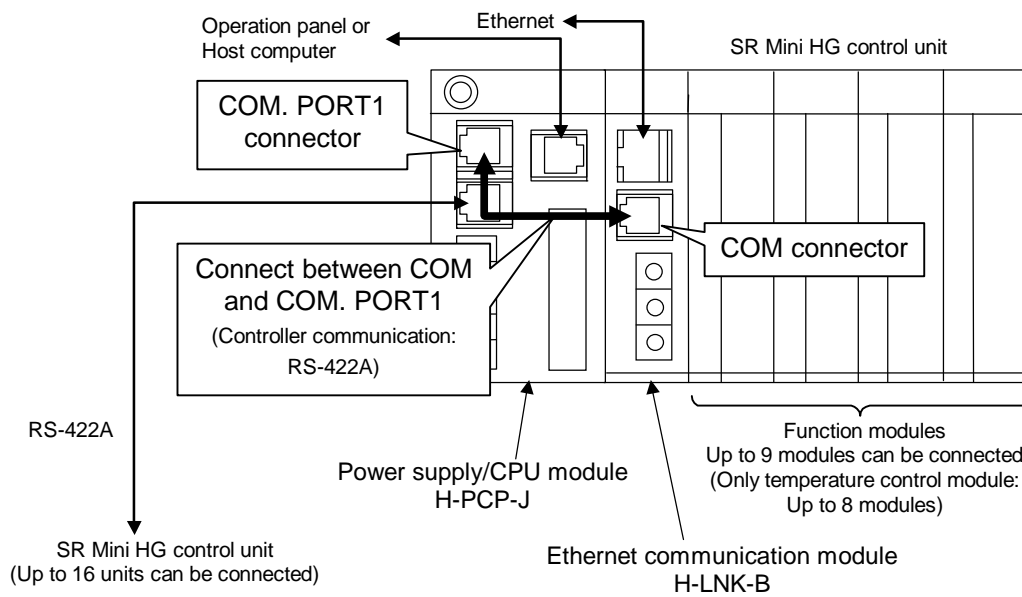 Operation panel or
Host computer
Ethernet
SR Mini HG control unit
COM. PORT1
connector
COM connector
Connect between COM
and COM. PORT1
(Controller communication:
RS-422A)
RS-422A
Function modules
Up to 9 modules can be connected
(Only temperature control module:
Up to 8 modules)
Power supply/CPU module
H-PCP-J
SR Mini HG control unit
(Up to 16 units can be connected)
Ethernet communication module
H-LNK-B